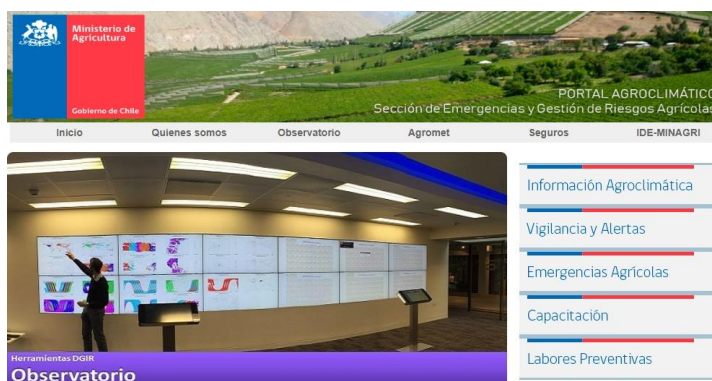 Ministerio de
Agricultura
Gobierno de Chile
PORTAL AGROCLIMÁTICO
Sección de Emergencias y Gestión de Riesgos Agrícolas
Inicio
Quienes somos
Observatorio
Agromet
Seguros
IDE-MINAGRI
Herramientas DGIR
Observatorio
Información Agroclimática
Vigilancia y Alertas
Emergencias Agrícolas
Capacitación
Labores Preventivas